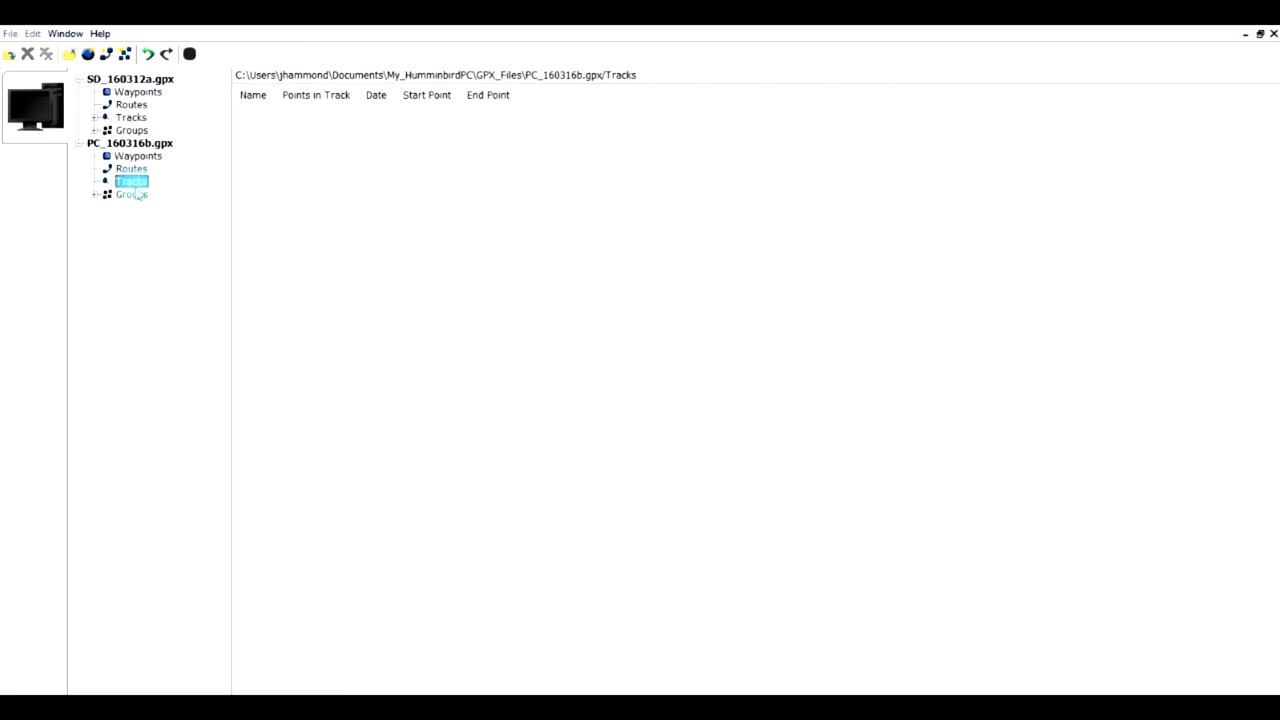 File Edit Window Help
C:\Users\jhammond\Documents\My_HumminbirdPC\GPX_Files\PC_160316b.gpx/Tracks
Name Points in Track Date Start Point End Point
SD_160312a.gpx
Waypoints
Routes
Tracks
Groups
PC_160316b.gpx
Waypoints
Routes
Tracks
Groups